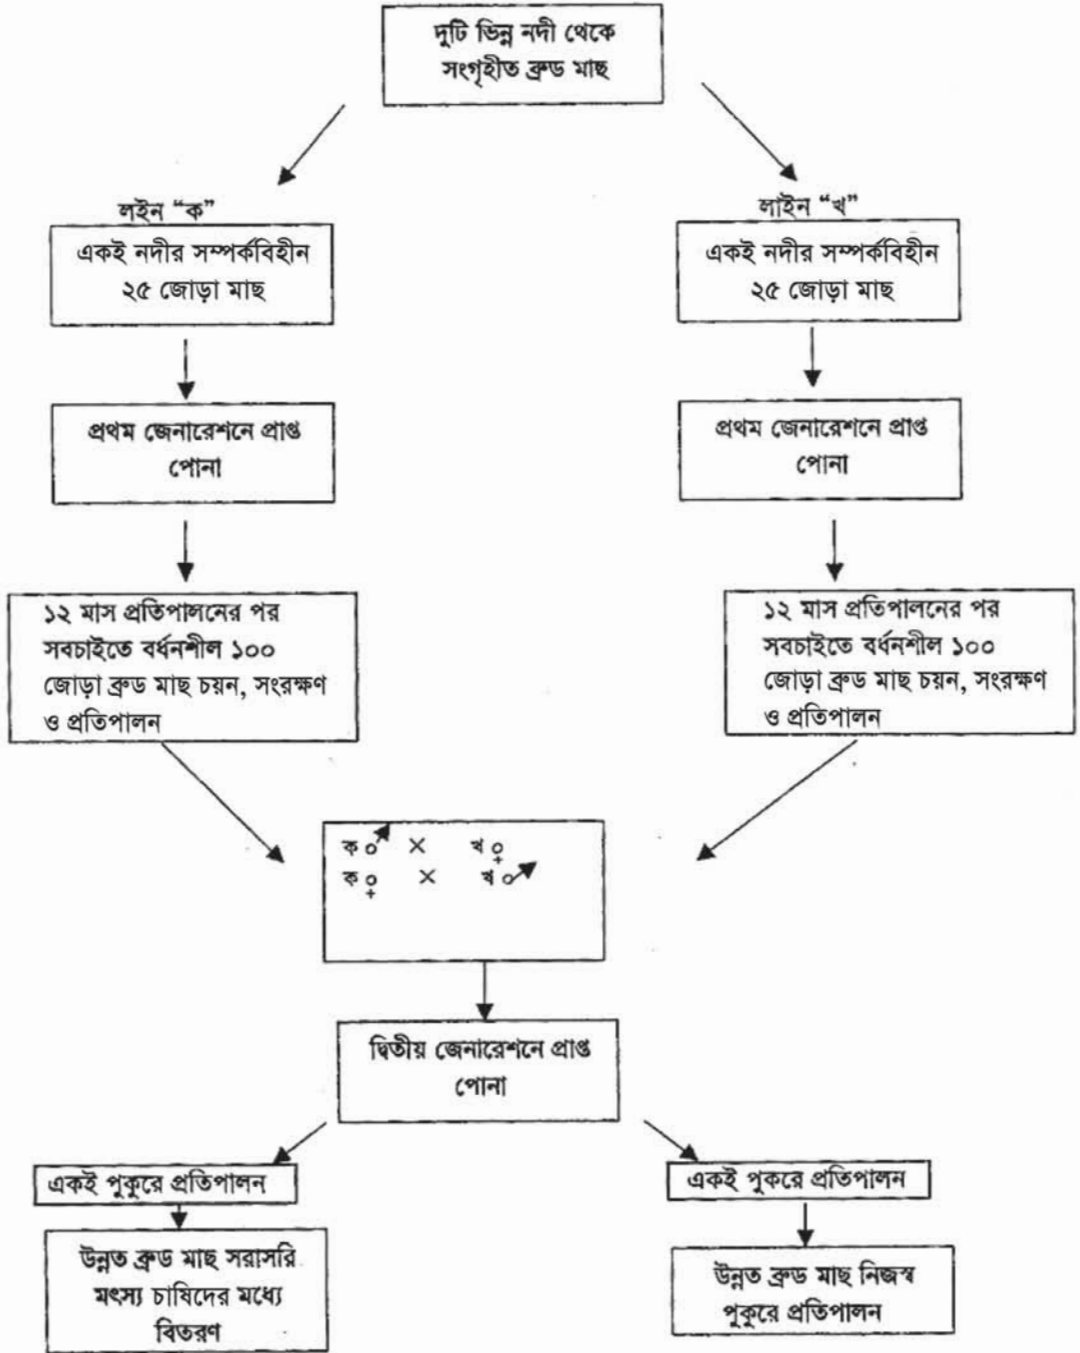 দুটি ভিন্ন নদী থেকে
সংগৃহীত ব্রুড মাছ
লইন “ক”
একই নদীর সম্পর্কবিহীন
২৫ জোড়া মাছ
প্রথম জেনারেশনে প্রাপ্ত
পোনা
১২ মাস প্রতিপালনের পর
সবচাইতে বর্ধনশীল ১০০
জোড়া ব্রুড মাছ চয়ন, সংরক্ষণ
ও প্রতিপালন
লাইন “খ”
একই নদীর সম্পর্কবিহীন
২৫ জোড়া মাছ
প্রথম জেনারেশনে প্রাপ্ত
পোনা
১২ মাস প্রতিপালনের পর
সবচাইতে বর্ধনশীল ১০০
জোড়া ব্রুড মাছ চয়ন, সংরক্ষণ
ও প্রতিপালন
ক ♂ × খ ♀
ক ♀ × খ ♂
দ্বিতীয় জেনারেশনে প্রাপ্ত
পোনা
একই পুকুরে প্রতিপালন
উন্নত ব্রুড মাছ সরাসরি
মৎস্য চাষিদের মধ্যে
বিতরণ
একই পুকরে প্রতিপালন
উন্নত ব্রুড মাছ নিজস্ব
পুকুরে প্রতিপালন